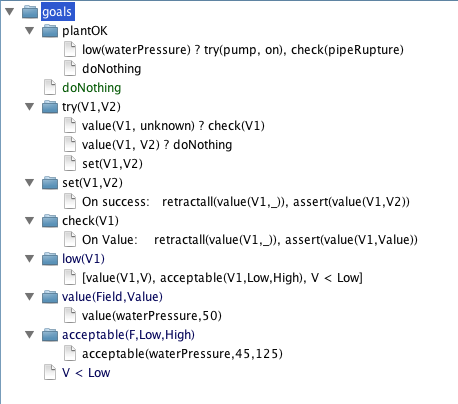 goals
plantOK
low(waterPressure) ? try(pump, on), check(pipeRupture)
doNothing
doNothing
try(V1,V2)
value(V1, unknown) ? check(V1)
value(V1, V2) ? doNothing
set(V1,V2)
set(V1,V2)
On success:   retractall(value(V1,_)), assert(value(V1,V2))
check(V1)
On Value:    retractall(value(V1,_)), assert(value(V1,Value))
low(V1)
[value(V1,V), acceptable(V1,Low,High), V < Low]
value(Field,Value)
value(waterPressure,50)
acceptable(F,Low,High)
acceptable(waterPressure,45,125)
V < Low